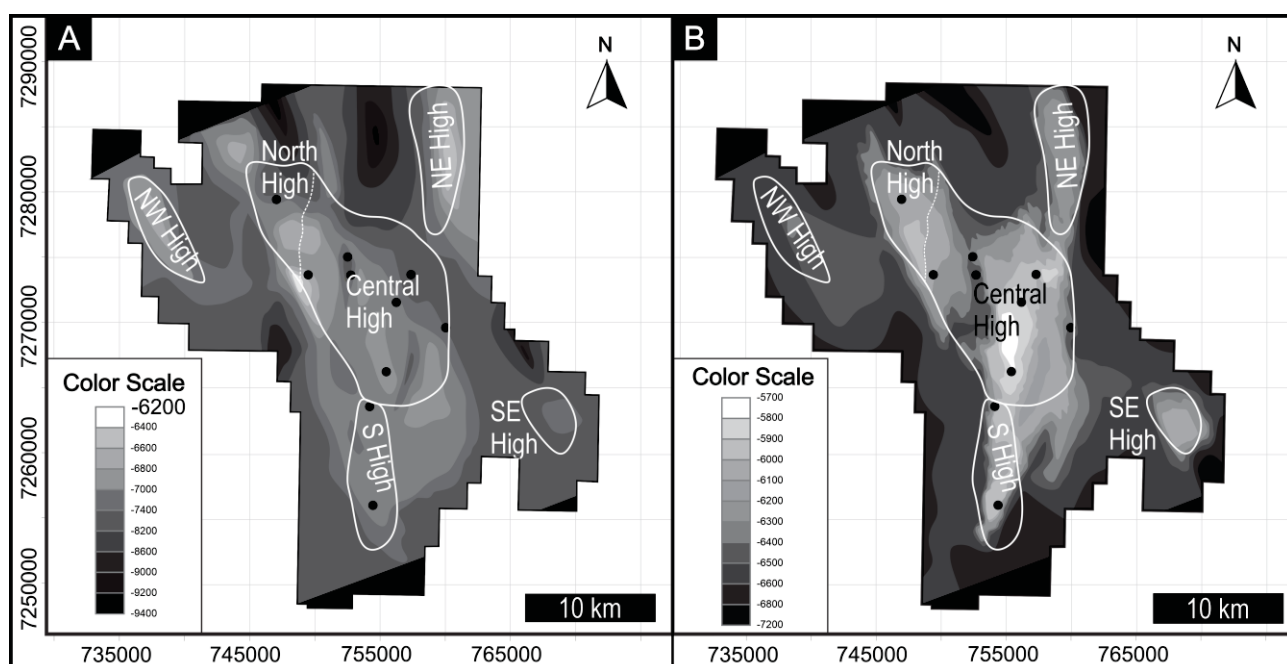 A
N
7290000
7280000
7270000
7260000
7250000
North
High
NE High
NW High
Central
High
S High
SE
High
Color Scale
-6200
-6400
-6600
-6800
-7000
-7400
-8200
-8600
-9000
-9200
-9400
10 km
735000
745000
755000
765000
B
N
North
High
NE High
NW High
Central
High
S High
SE
High
Color Scale
-5700
-5800
-5900
-6000
-6100
-6200
-6300
-6400
-6500
-6600
-6800
-7200
10 km
735000
745000
755000
765000